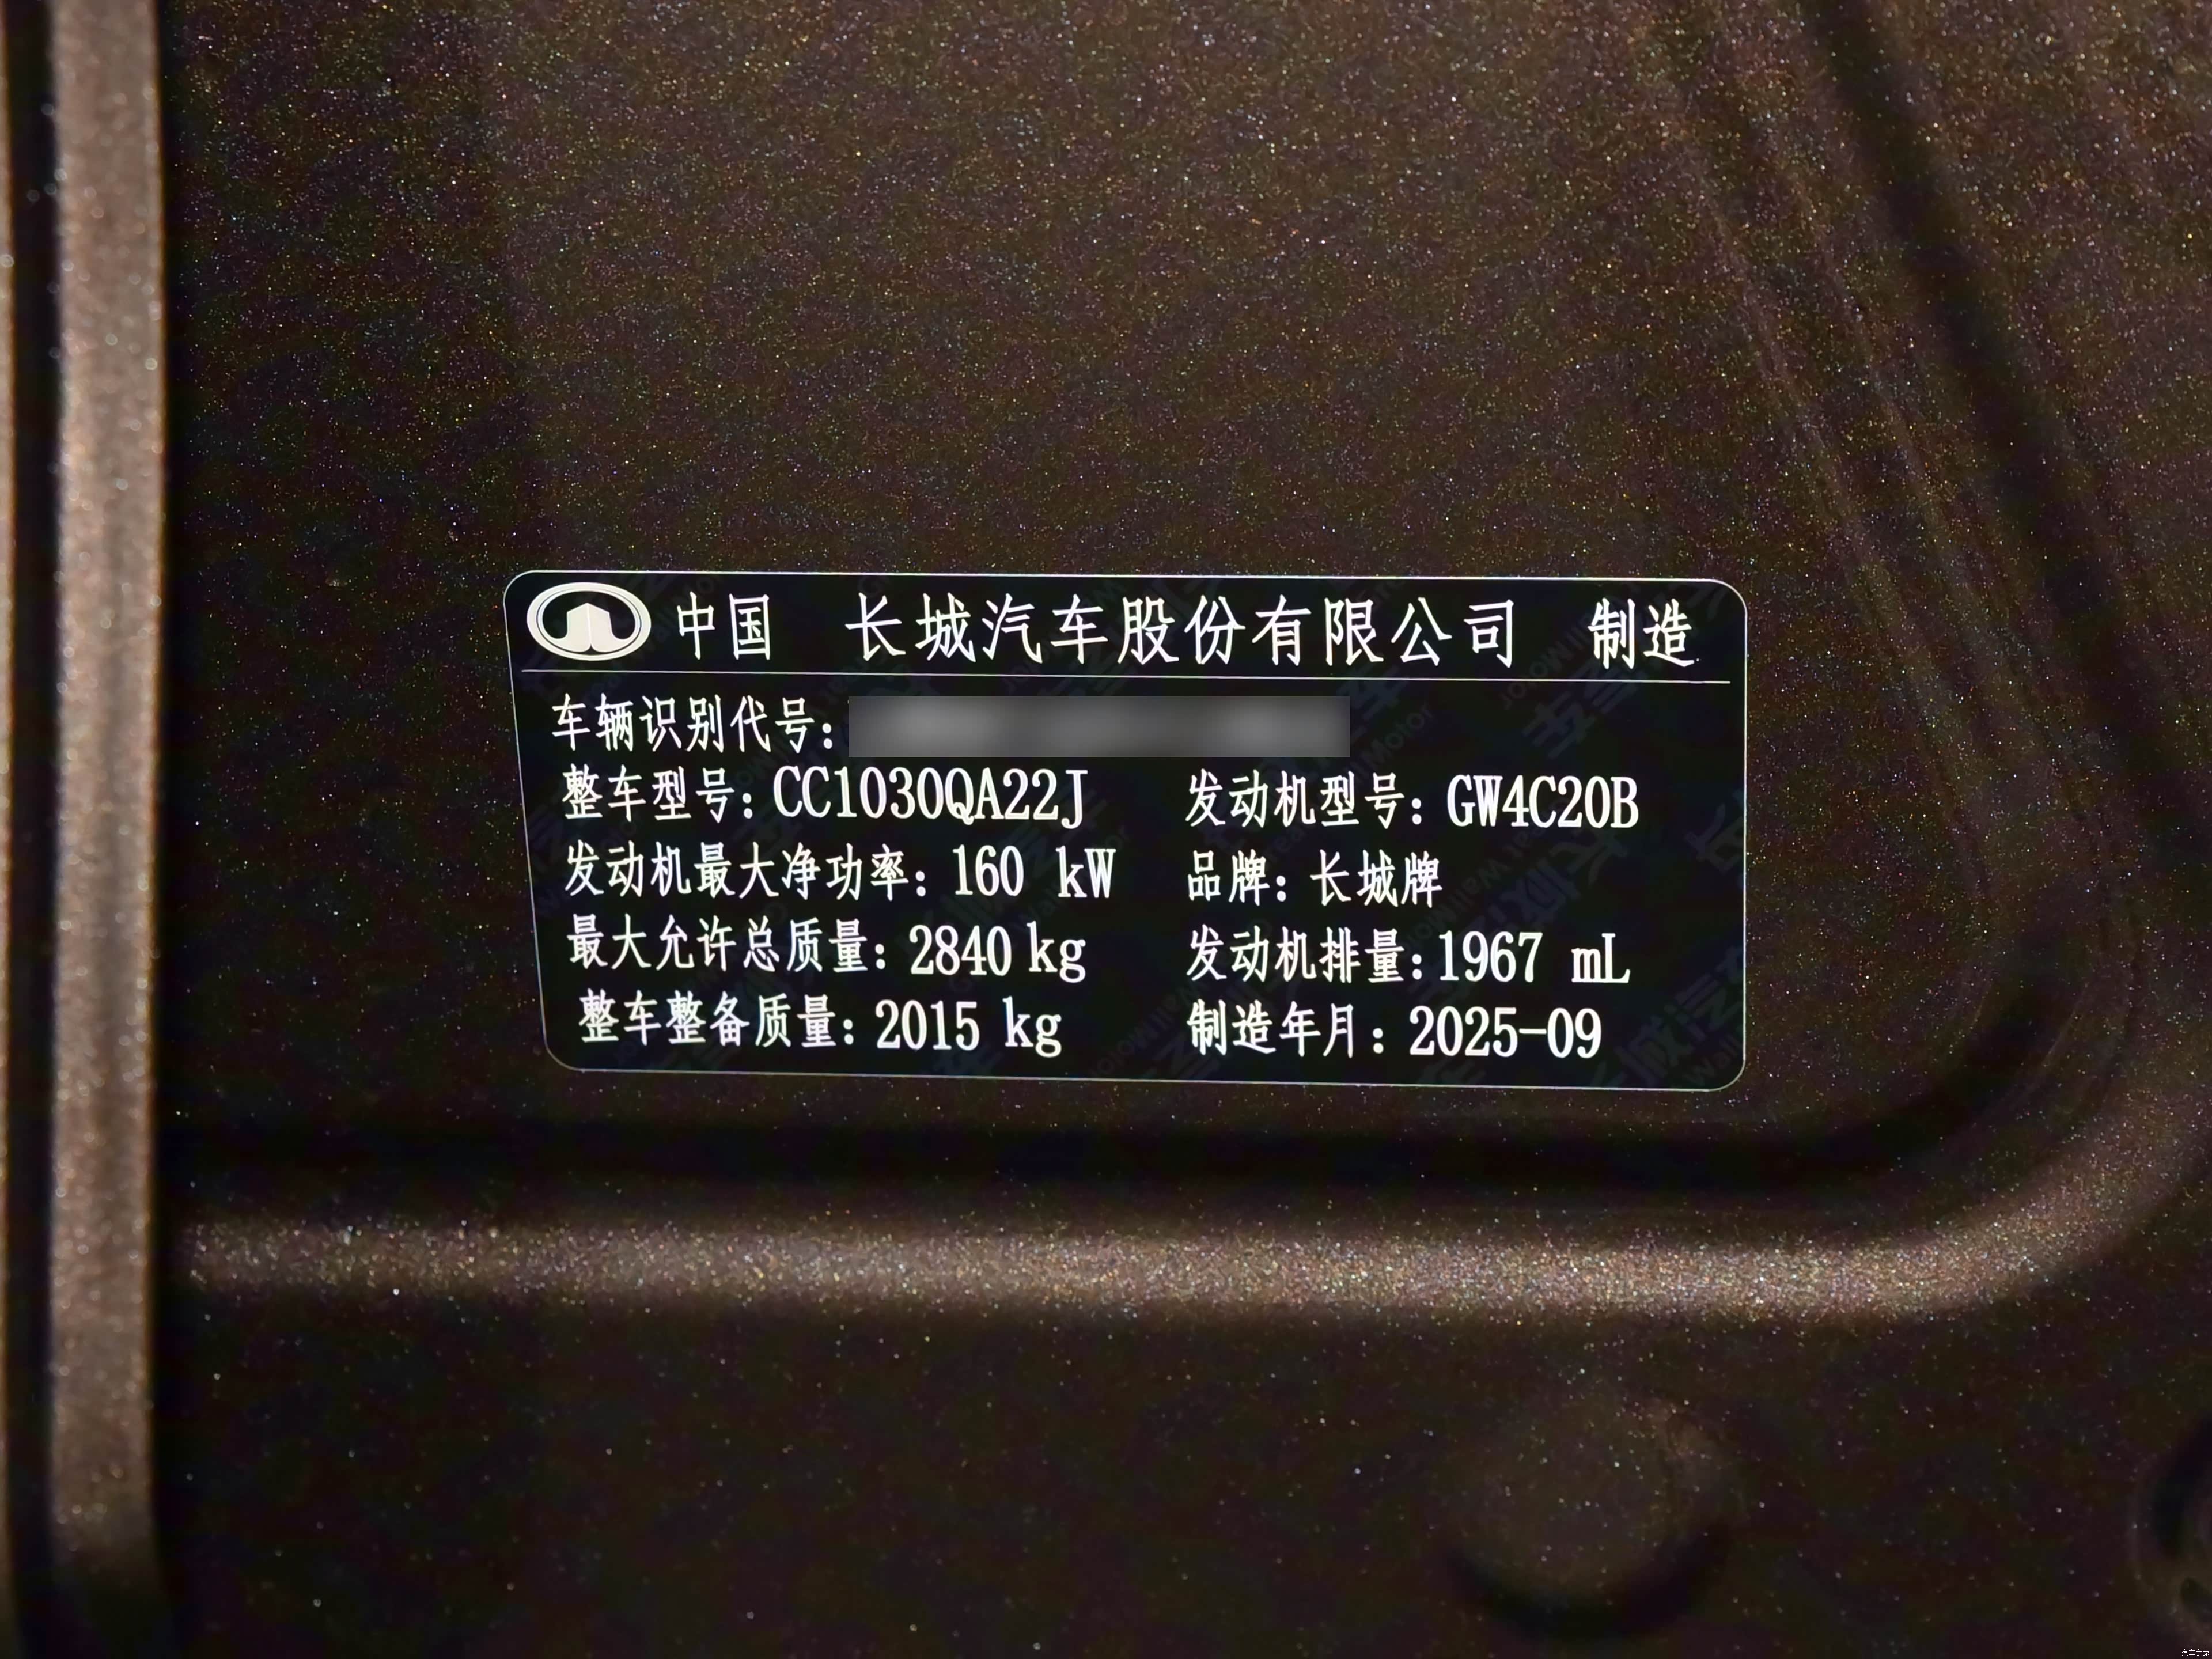 中国 长城汽车股份有限公司 制造
车辆识别代号:
整车型号:CC1030QA22J 发动机型号:GW4C20B
发动机最大净功率:160 kW 品牌:长城牌
最大允许总质量:2840 kg 发动机排量:1967 mL
整车整备质量:2015 kg 制造年月:2025-09
汽车之家